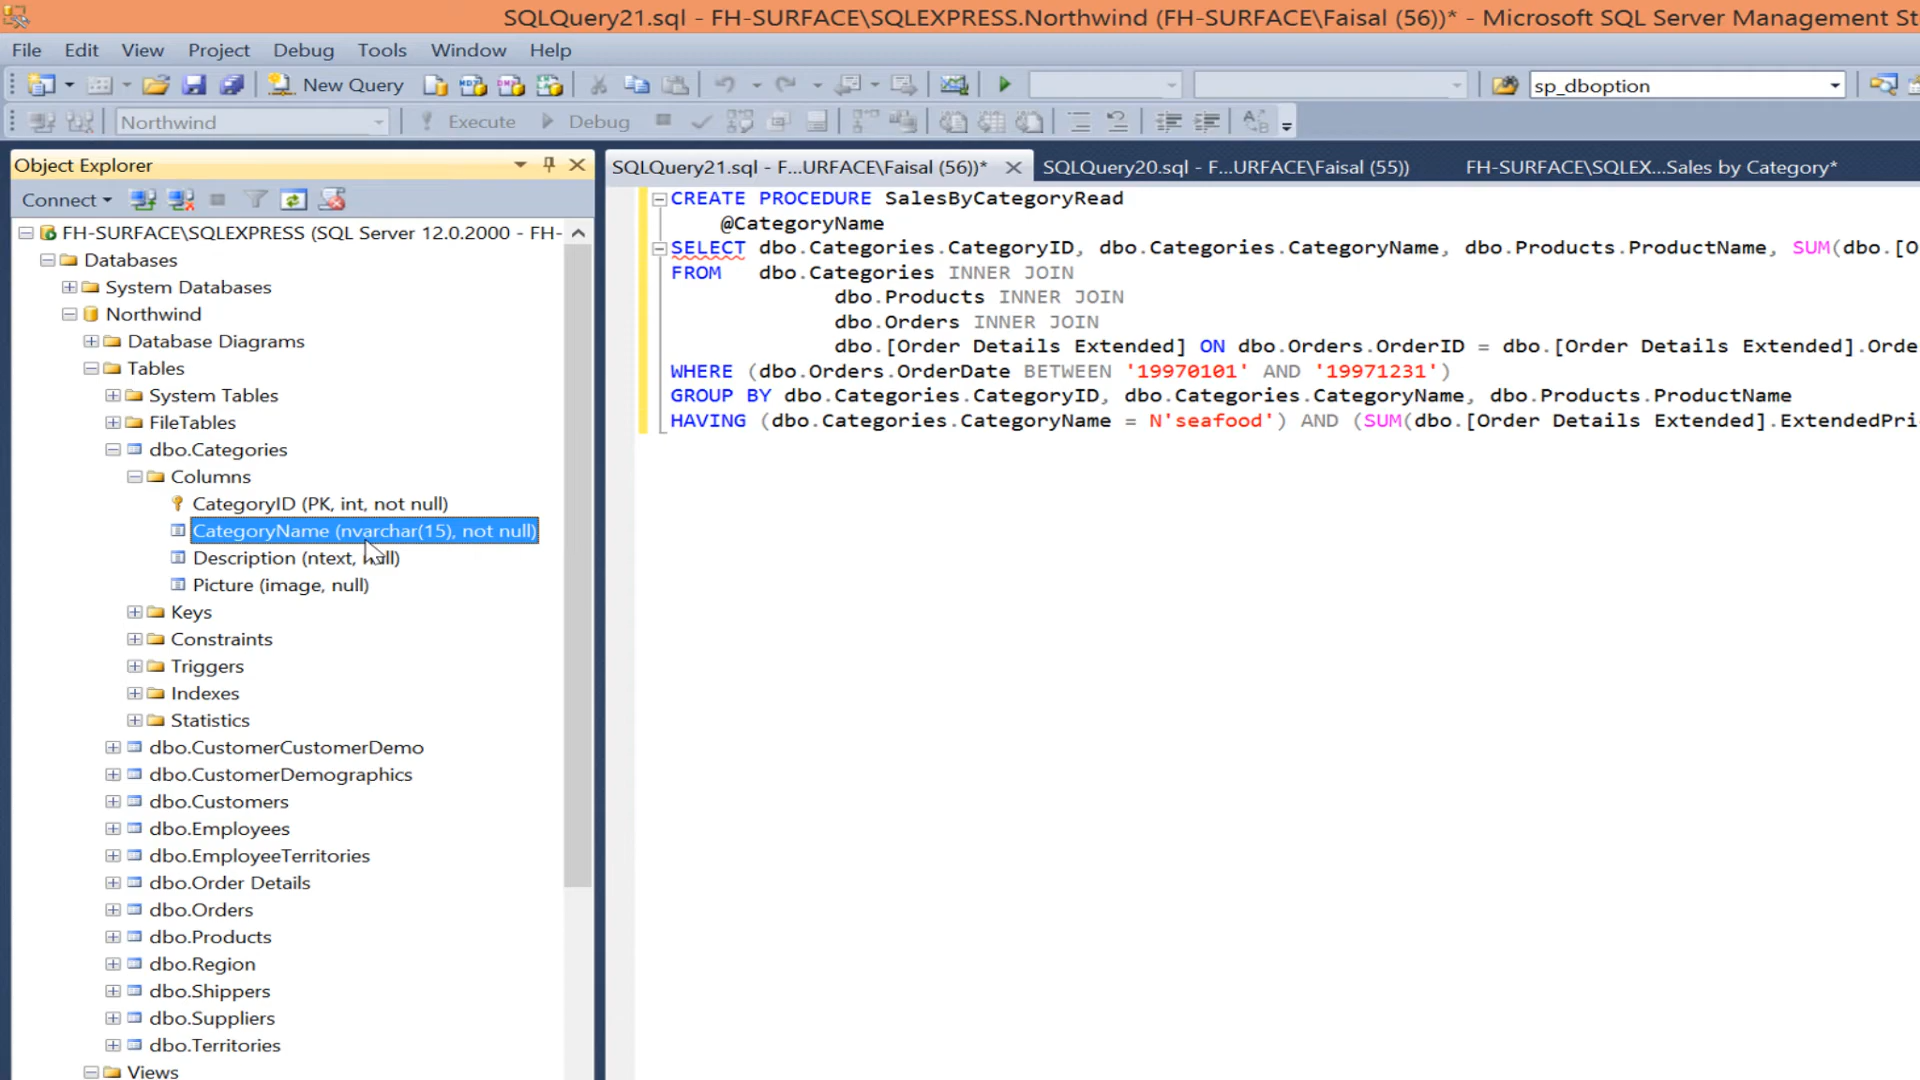 SQLQuery21.sql - FH-SURFACE\SQLEXPRESS.Northwind (FH-SURFACE\Faisal (56))* - Microsoft SQL Server Management St
File Edit View Project Debug Tools Window Help
New Query sp_dboption
Northwind Execute Debug
Object Explorer
Connect
FH-SURFACE\SQLEXPRESS (SQL Server 12.0.2000 - FH-
Databases
System Databases
Northwind
Database Diagrams
Tables
System Tables
FileTables
dbo.Categories
Columns
CategoryID (PK, int, not null)
CategoryName (nvarchar(15), not null)
Description (ntext, null)
Picture (image, null)
Keys
Constraints
Triggers
Indexes
Statistics
dbo.CustomerCustomerDemo
dbo.CustomerDemographics
dbo.Customers
dbo.Employees
dbo.EmployeeTerritories
dbo.Order Details
dbo.Orders
dbo.Products
dbo.Region
dbo.Shippers
dbo.Suppliers
dbo.Territories
Views
SQLQuery21.sql - F...URFACE\Faisal (56))* SQLQuery20.sql - F...URFACE\Faisal (55)) FH-SURFACE\SQLEX...Sales by Category*
CREATE PROCEDURE SalesByCategoryRead
@CategoryName
SELECT dbo.Categories.CategoryID, dbo.Categories.CategoryName, dbo.Products.ProductName, SUM(dbo.[O
FROM dbo.Categories INNER JOIN
dbo.Products INNER JOIN
dbo.Orders INNER JOIN
dbo.[Order Details Extended] ON dbo.Orders.OrderID = dbo.[Order Details Extended].Orde
WHERE (dbo.Orders.OrderDate BETWEEN '19970101' AND '19971231')
GROUP BY dbo.Categories.CategoryID, dbo.Categories.CategoryName, dbo.Products.ProductName
HAVING (dbo.Categories.CategoryName = N'seafood') AND (SUM(dbo.[Order Details Extended].ExtendedPri